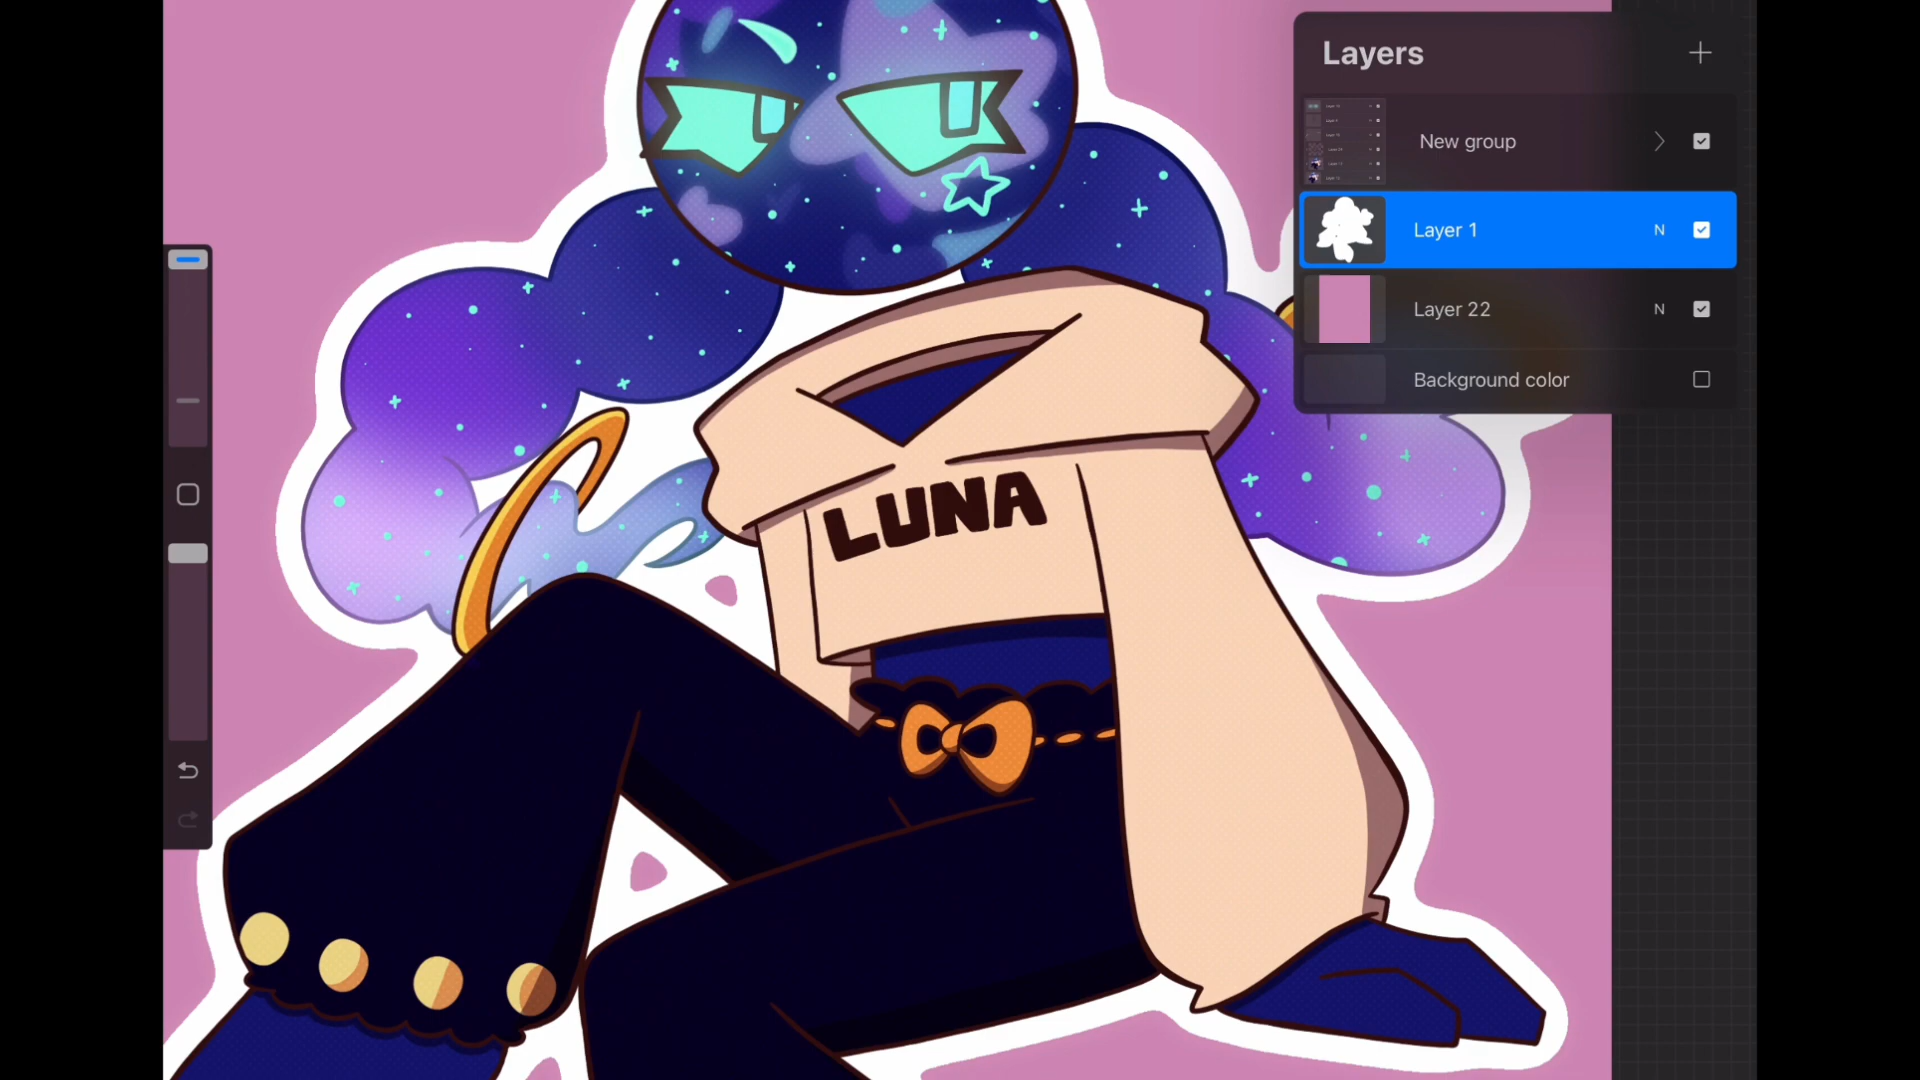 Layers
New group
Layer 1 N
Layer 22 N
Background color
LUNA